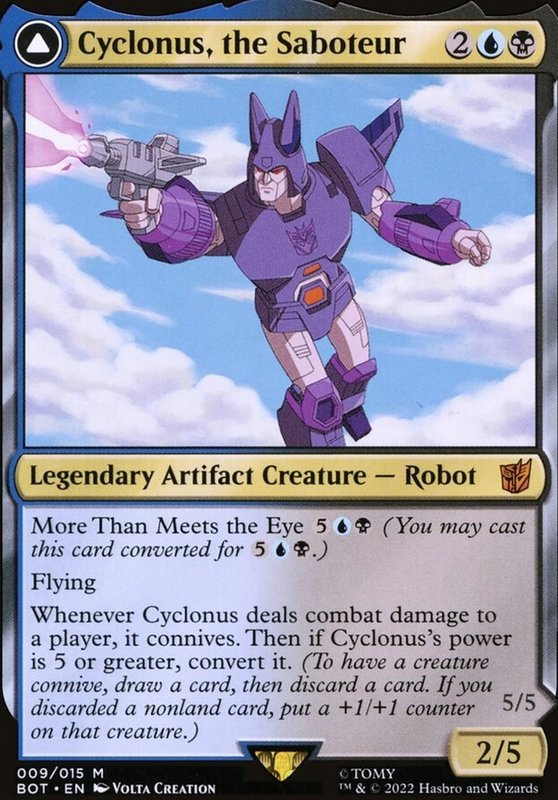 Cyclonus, the Saboteur 2
Legendary Artifact Creature — Robot
More Than Meets the Eye 5 (You may cast
this card converted for 5 .)
Flying
Whenever Cyclonus deals combat damage to
a player, it connives. Then if Cyclonus's power
is 5 or greater, convert it. (To have a creature
connive, draw a card, then discard a card. If you
discarded a nonland card, put a +1/+1 counter
on that creature.)
5/5
2/5
009/015 M
BOT • EN Volta Creation
© TOMY
™ & © 2022 Hasbro and Wizards